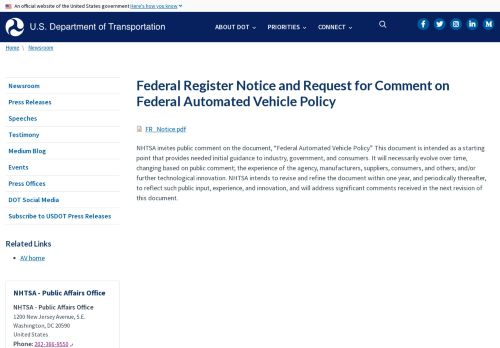 An official website of the United States government Here's how you know
U.S. Department of Transportation
ABOUT DOT
PRIORITIES
CONNECT
Home \ Newsroom
Newsroom
Press Releases
Speeches
Testimony
Medium Blog
Events
Press Offices
DOT Social Media
Subscribe to USDOT Press Releases
Related Links
AV home
NHTSA - Public Affairs Office
NHTSA - Public Affairs Office
1200 New Jersey Avenue, S.E.
Washington, DC 20590
United States
Phone: 202-366-9550
Federal Register Notice and Request for Comment on
Federal Automated Vehicle Policy
FR_Notice.pdf
NHTSA invites public comment on the document, “Federal Automated Vehicle Policy.” This document is intended as a starting
point that provides needed initial guidance to industry, government, and consumers. It will necessarily evolve over time,
changing based on public comment; the experience of the agency, manufacturers, suppliers, consumers, and others; and/or
further technological innovation. NHTSA intends to revise and refine the document within one year, and periodically thereafter,
to reflect such public input, experience, and innovation, and will address significant comments received in the next revision of
this document.